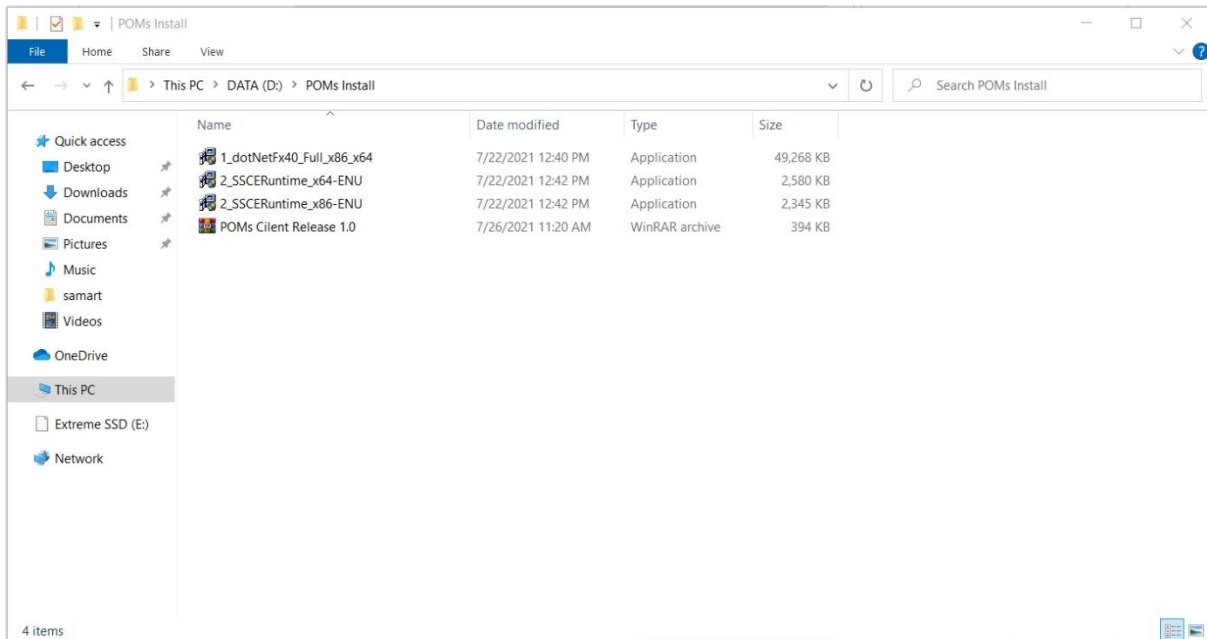 POMs Install
File Home Share View
This PC > DATA (D:) > POMs Install
Search POMs Install
Name Date modified Type Size
Quick access
Desktop
Downloads
Documents
Pictures
Music
samart
Videos
OneDrive
This PC
Extreme SSD (E:)
Network
1_dotNetFx40_Full_x86_x64 7/22/2021 12:40 PM Application 49,268 KB
2_SSCERuntime_x64-ENU 7/22/2021 12:42 PM Application 2,580 KB
2_SSCERuntime_x86-ENU 7/22/2021 12:42 PM Application 2,345 KB
POMs Cilent Release 1.0 7/26/2021 11:20 AM WinRAR archive 394 KB
4 items